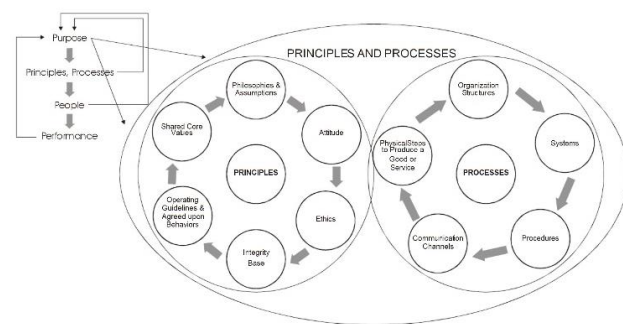 Purpose
Principles, Processes
People
Performance
PRINCIPLES AND PROCESSES
Philosophies &
Assumptions
Attitude
Ethics
Integrity
Base
Operating Guidelines &
Agreed upon
Behaviors
Shared Core
Values
PRINCIPLES
Organization
Structures
Systems
Procedures
Communication
Channels
PhysicalSteps
to Produce a
Good or
Service
PROCESSES